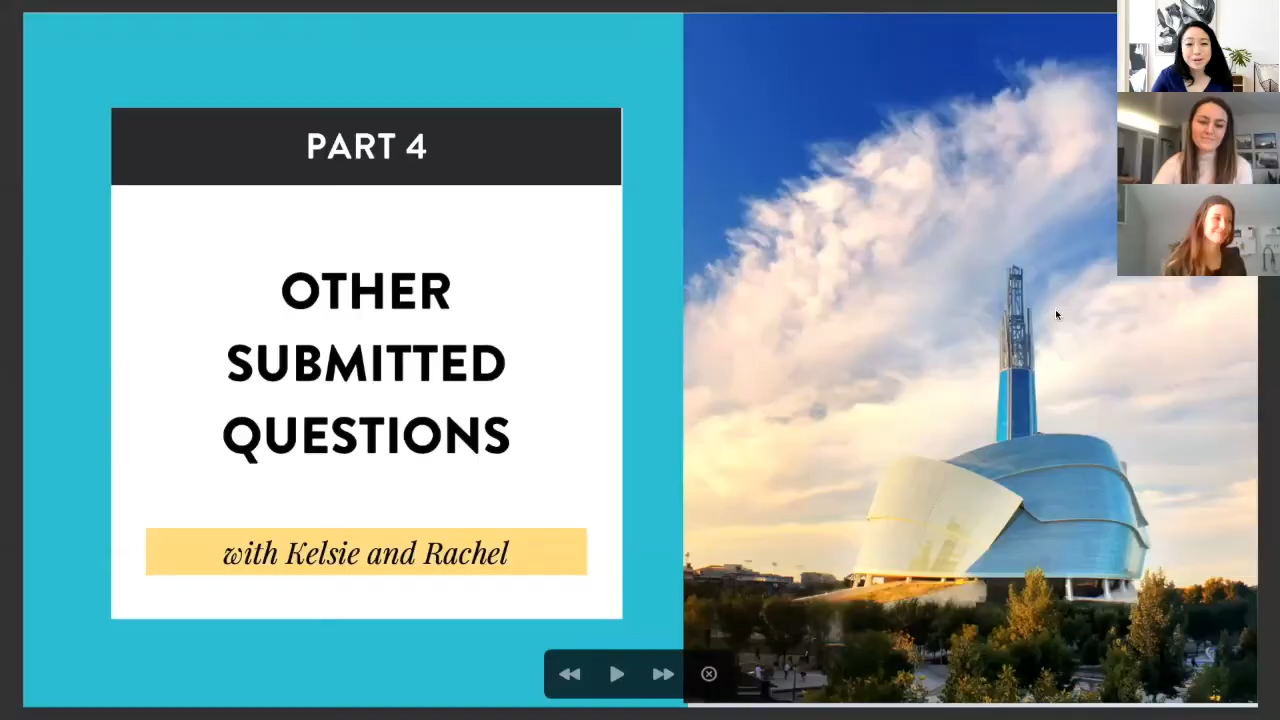 PART 4
OTHER
SUBMITTED
QUESTIONS
with Kelsie and Rachel